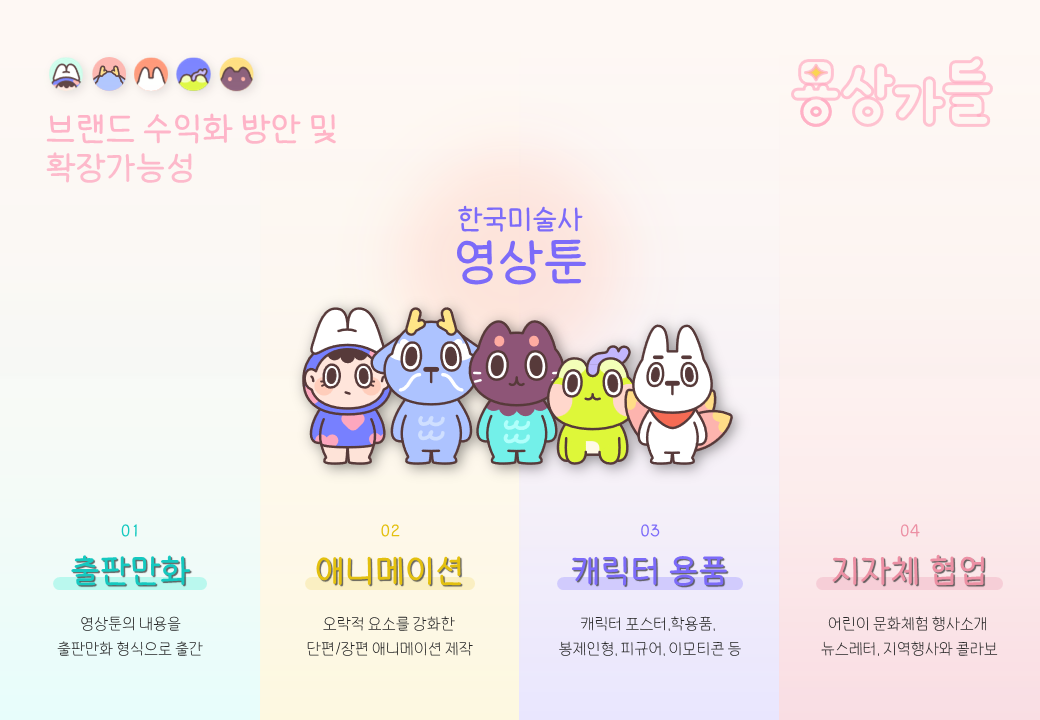 브랜드 수익화 방안 및
확장가능성
용상가들
한국미술사
영상툰
01
출판만화
영상툰의 내용을
출판만화 형식으로 출간
02
애니메이션
오락적 요소를 강화한
단편/장편 애니메이션 제작
03
캐릭터 용품
캐릭터 포스터,학용품,
봉제인형, 피규어, 이모티콘 등
04
지자체 협업
어린이 문화체험 행사소개
뉴스레터, 지역행사와 콜라보